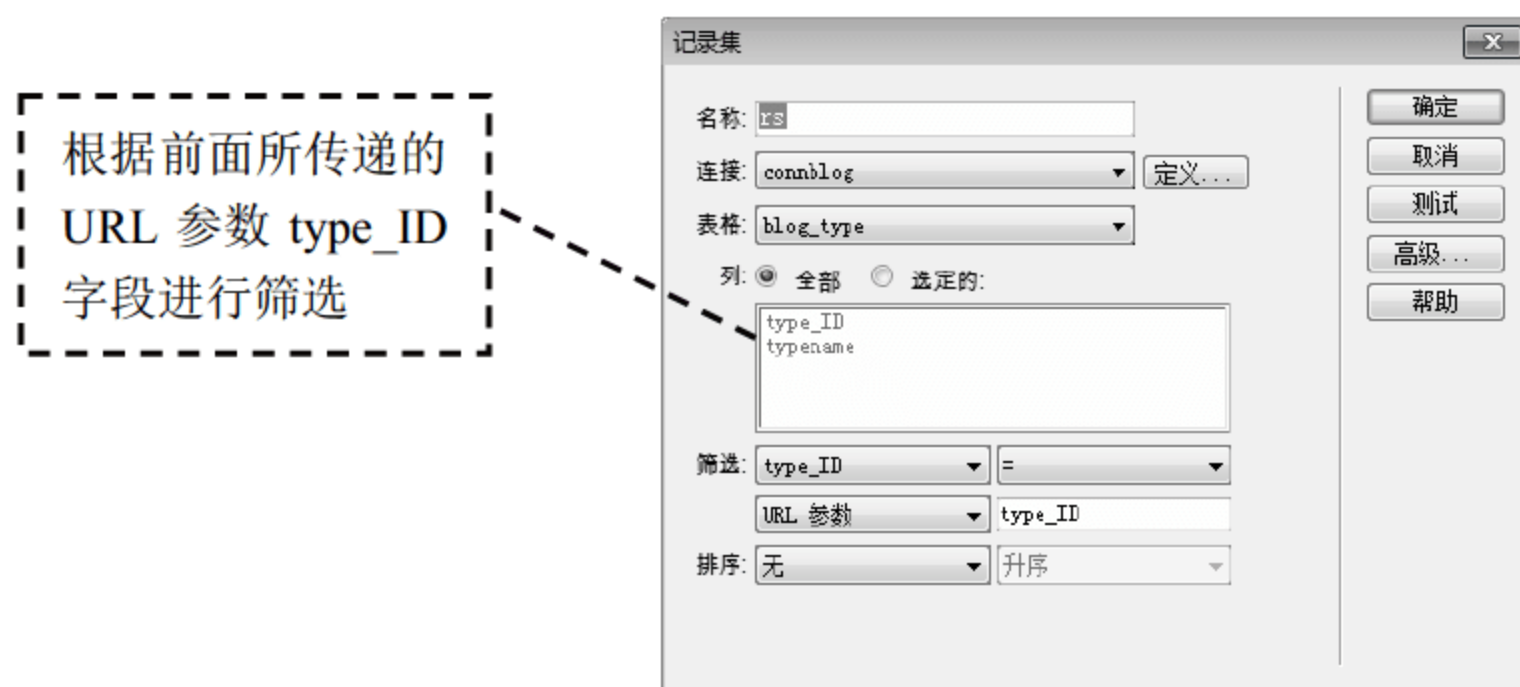 记录集
根据前面所传递的
URL 参数 type_ID
字段进行筛选
名称: rs
连接: connblog 定义...
表格: blog_type
列: 全部 选定的:
type_ID
typename
筛选: type_ID =
URL 参数 type_ID
排序: 无 升序
确定
取消
测试
高级...
帮助